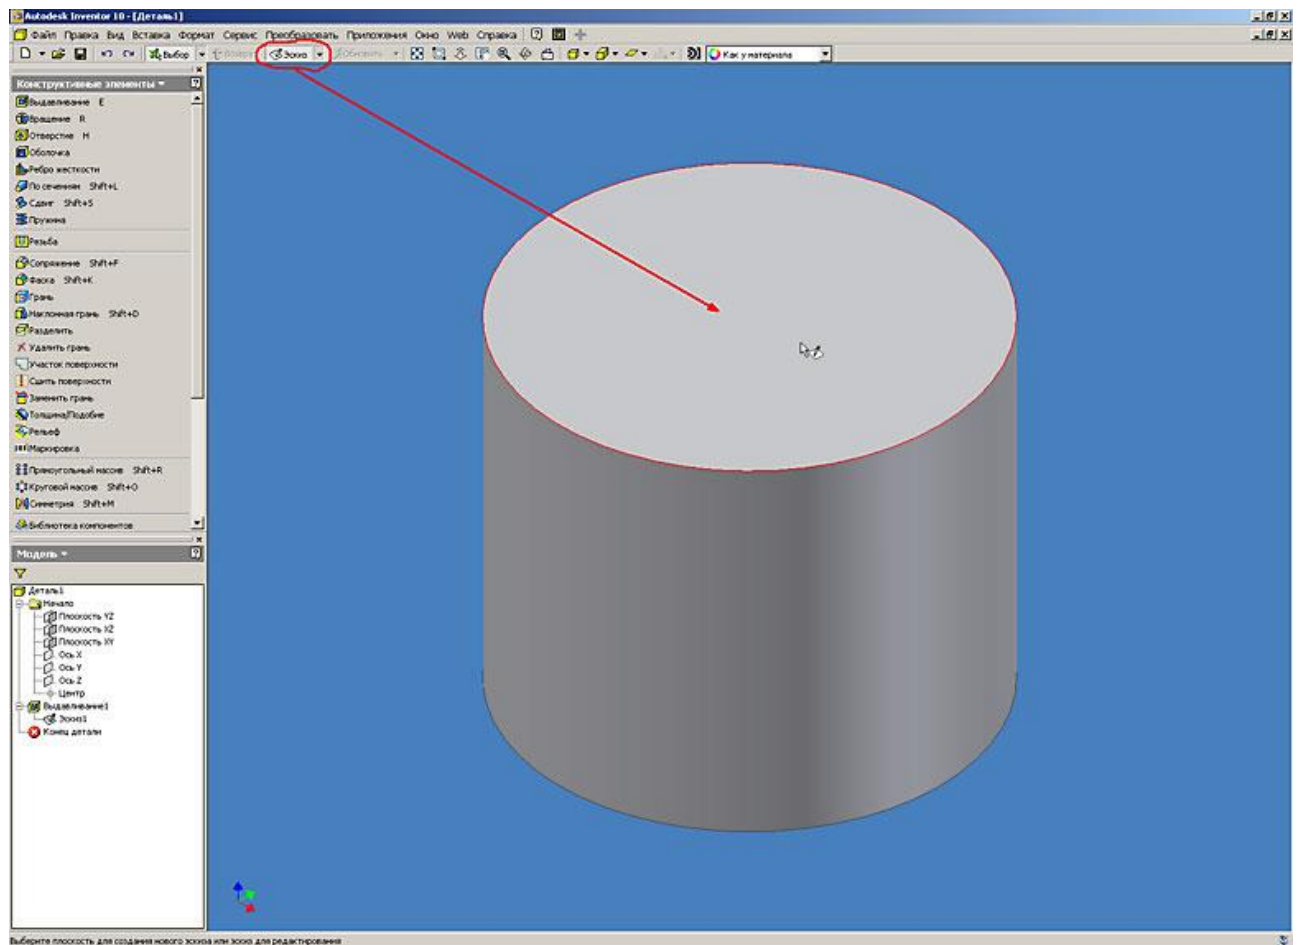 Autodesk Inventor 10 - [Деталь1]
Файл Правка Вид Вставка Формат Сервис Преобразовать Приложения Окно Web Справка
Выбор Эскиз Обновить Как у материала
Конструктивные элементы
Выдавливание E
Вращение R
Отверстие H
Оболочка
Ребро жесткости
По сечениям Shift+L
Сдвиг Shift+S
Пружина
Резьба
Сопряжение Shift+F
Фаска Shift+K
Грань
Наклонная грань Shift+D
Разделить
Удалить грань
Участок поверхности
Сшить поверхности
Заменить грань
Толщина/Подобие
Рельеф
Маркировка
Прямоугольный массив Shift+R
Круговой массив Shift+O
Симметрия Shift+M
Библиотека компонентов
Модель
Деталь1
Начало
Плоскость YZ
Плоскость XZ
Плоскость XY
Ось X
Ось Y
Ось Z
Центр
Выдавливание1
Эскиз1
Конец детали
Выберите плоскость для создания нового эскиза или эскиз для редактирования